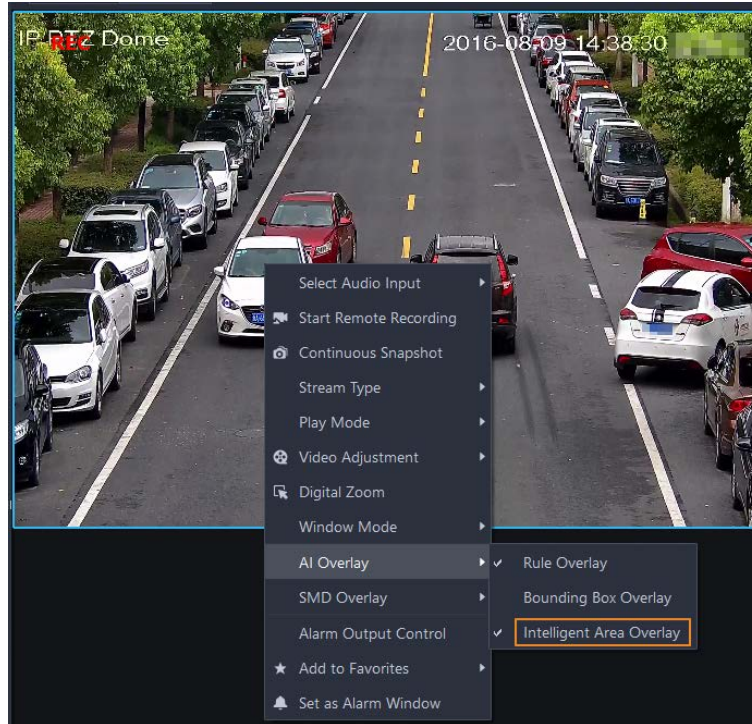 IP PTZ Dome
REC
2016-08-09 14:38:30
Select Audio Input
Start Remote Recording
Continuous Snapshot
Stream Type
Play Mode
Video Adjustment
Digital Zoom
Window Mode
AI Overlay
Rule Overlay
SMD Overlay
Bounding Box Overlay
Alarm Output Control
Intelligent Area Overlay
Add to Favorites
Set as Alarm Window